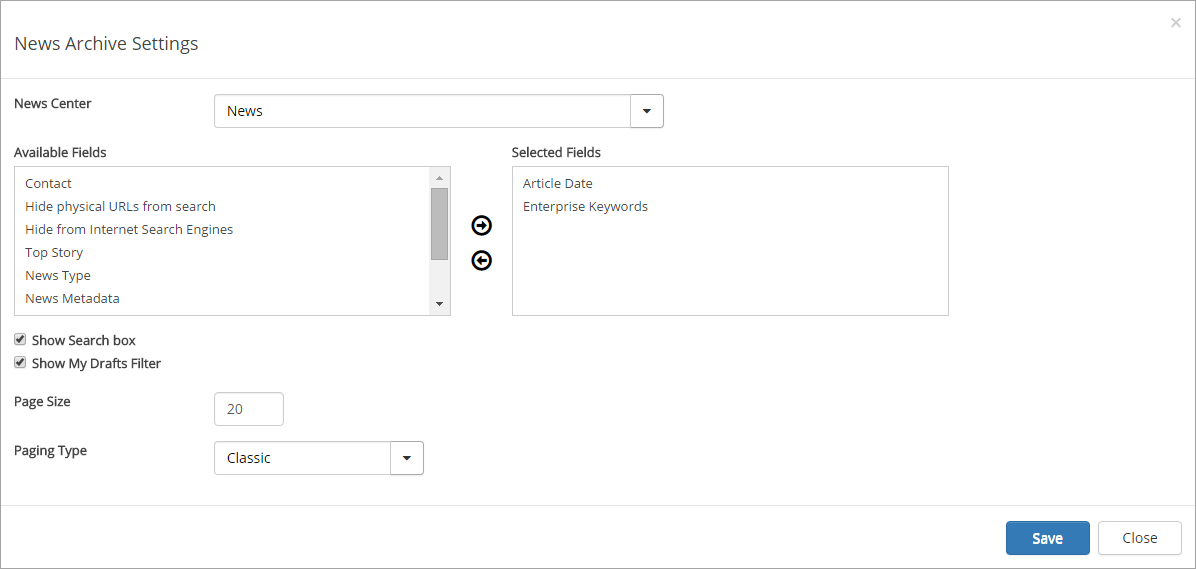 ×
News Archive Settings
News Center
News
Available Fields
Selected Fields
Contact
Hide physical URLs from search
Hide from Internet Search Engines
Top Story
News Type
News Metadata
Article Date
Enterprise Keywords
Show Search box
Show My Drafts Filter
Page Size
20
Paging Type
Classic
Save
Close